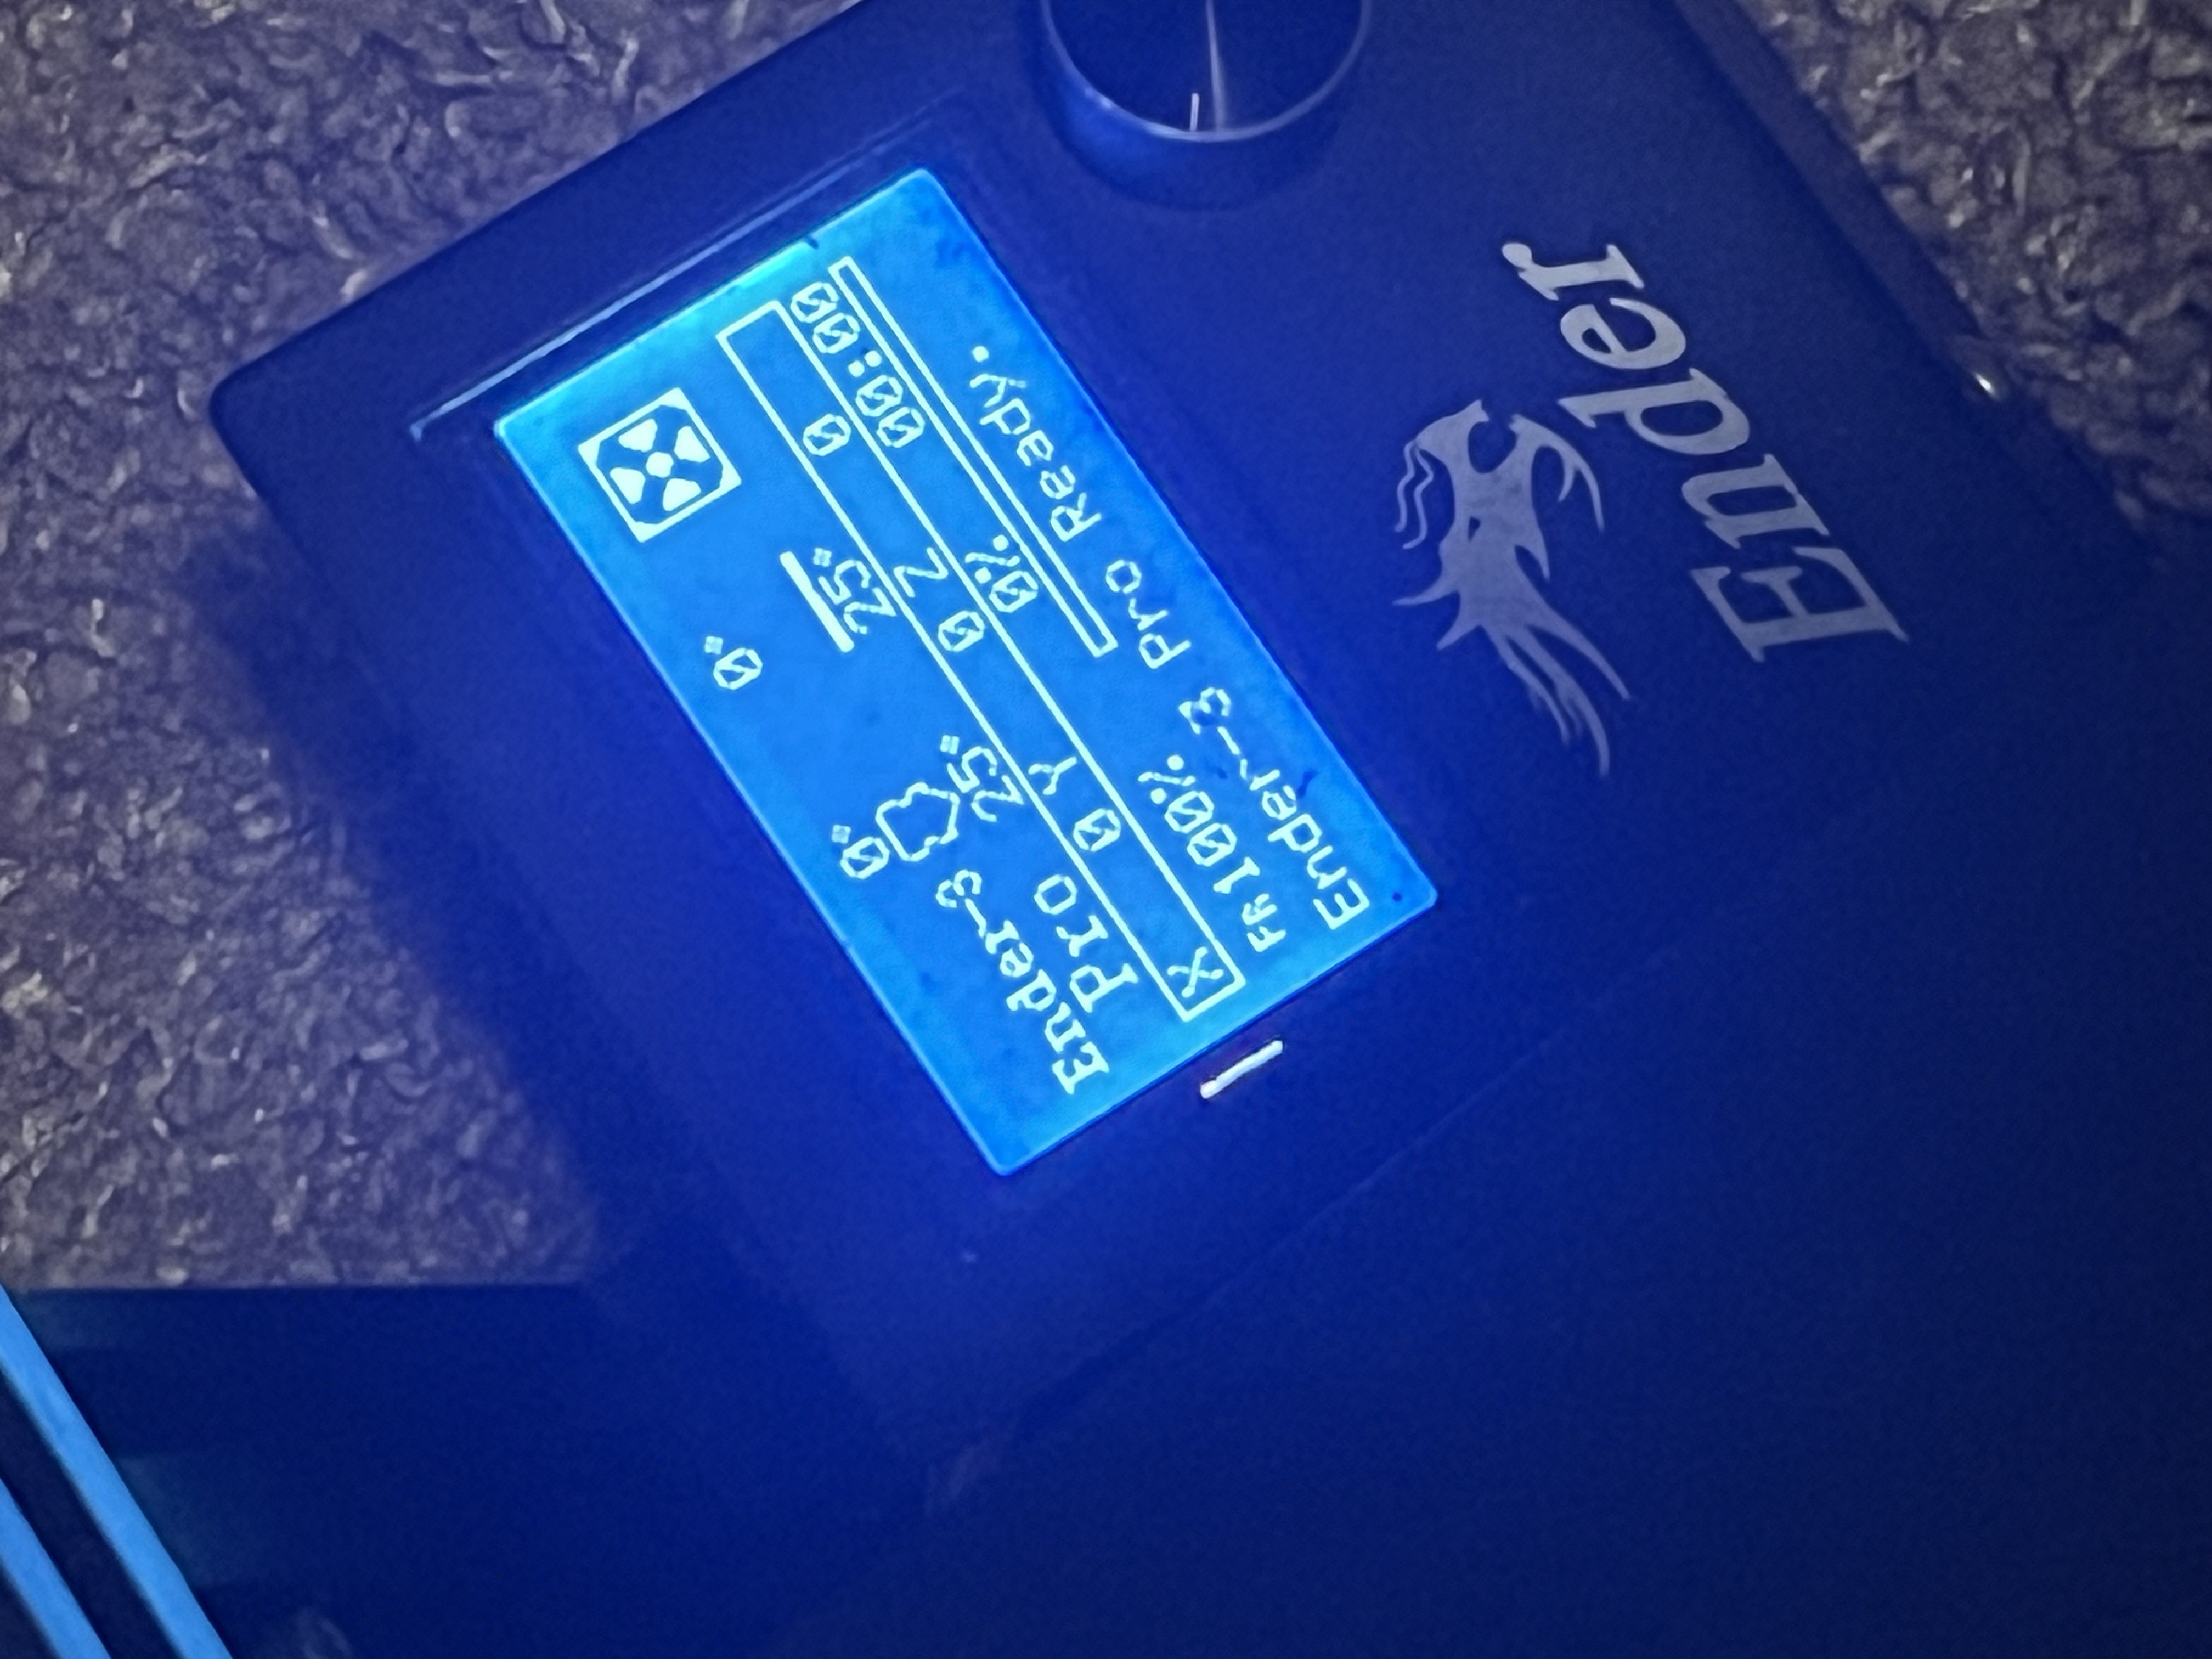 Ender-3 0° 0°
Pro 25° 25°
X 0 Y 0 Z 0
FR 100% 0% 00:00
Ender-3 Pro Ready.
Ender